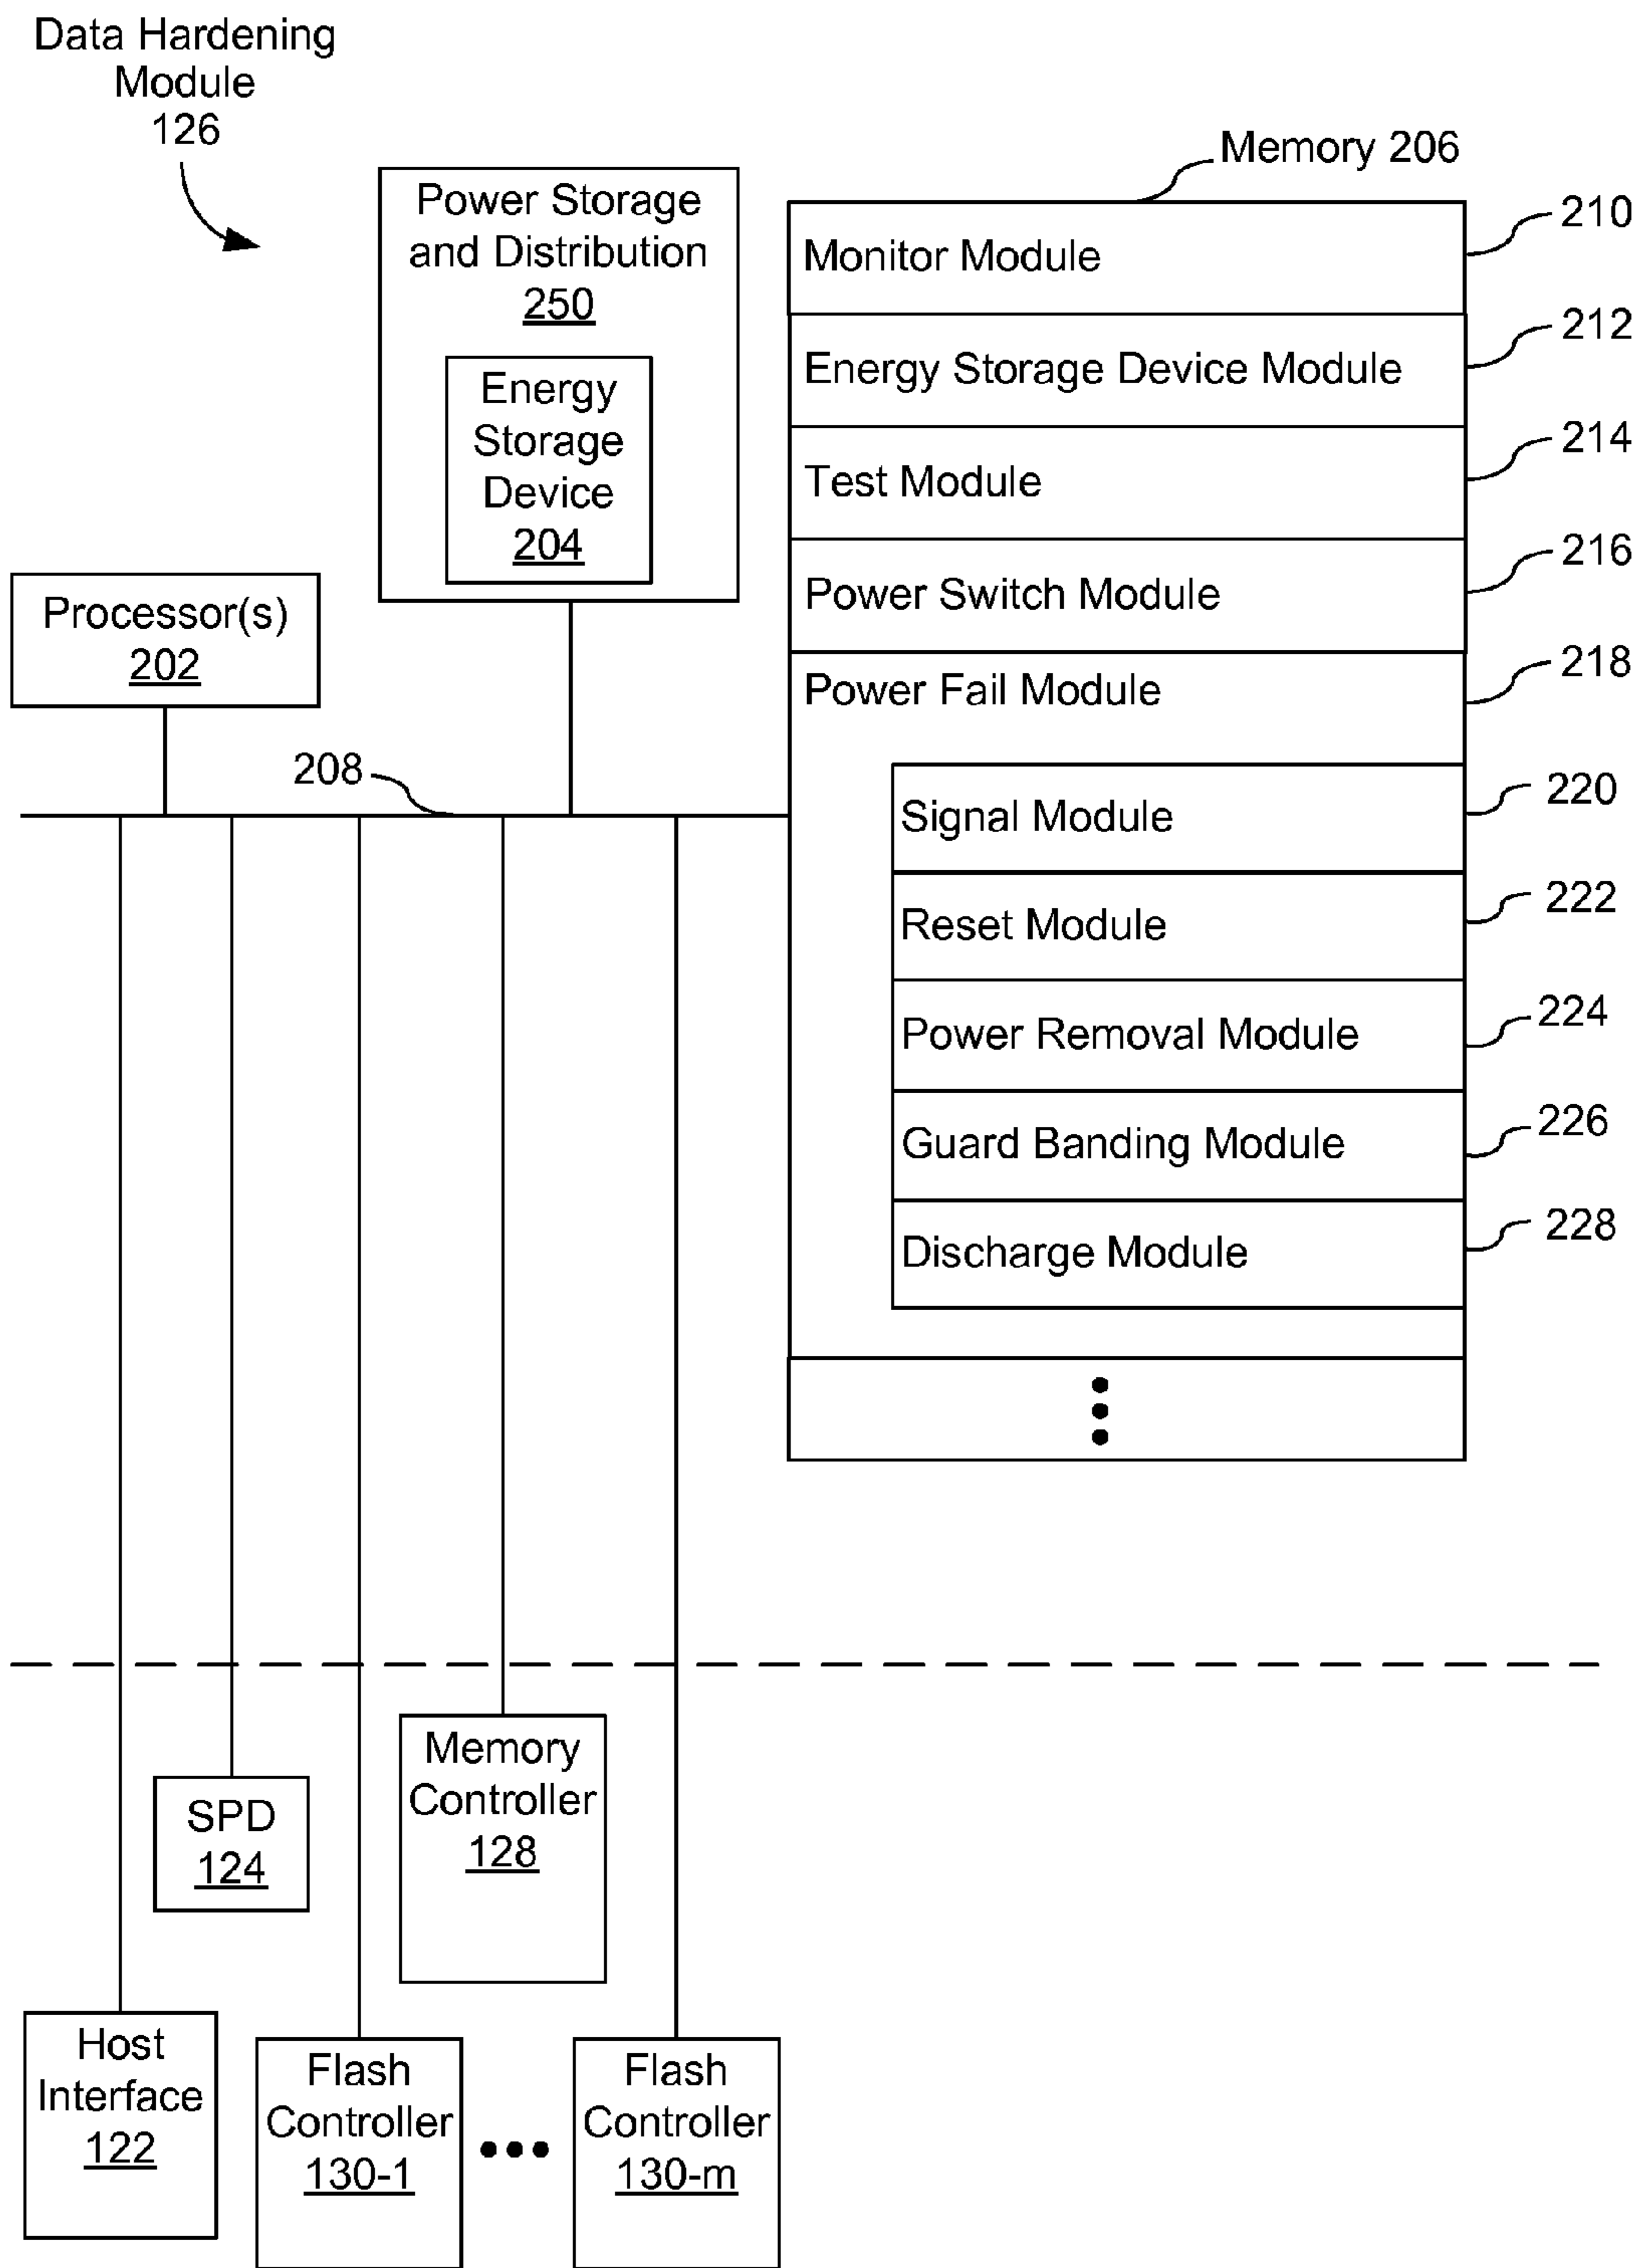 Data Hardening
Module
126
Memory 206
Power Storage
and Distribution
250
Energy
Storage
Device
204
Processor(s)
202
208
Monitor Module
210
Energy Storage Device Module
212
Test Module
214
Power Switch Module
216
Power Fail Module
218
Signal Module
220
Reset Module
222
Power Removal Module
224
Guard Banding Module
226
Discharge Module
228
Memory
Controller
128
SPD
124
Host
Interface
122
Flash
Controller
130-1
Flash
Controller
130-m